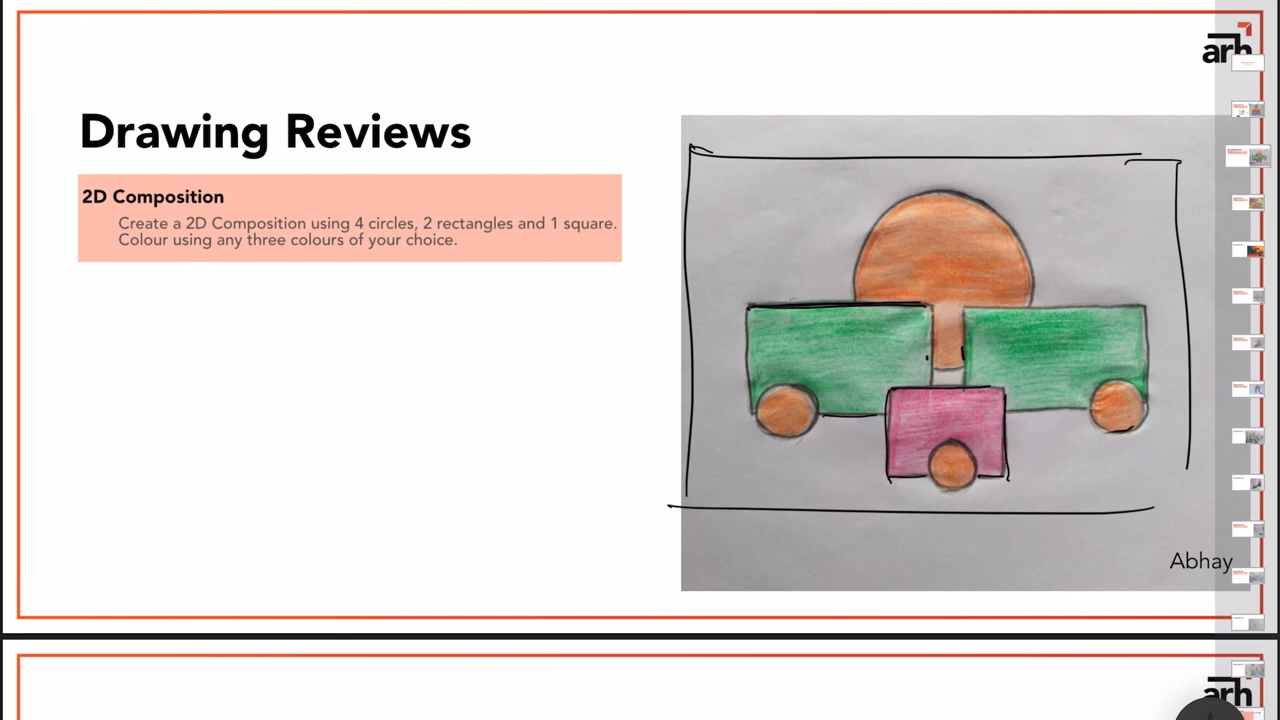 arh
Drawing Reviews
2D Composition
Create a 2D Composition using 4 circles, 2 rectangles and 1 square.
Colour using any three colours of your choice.
Abhay
arh